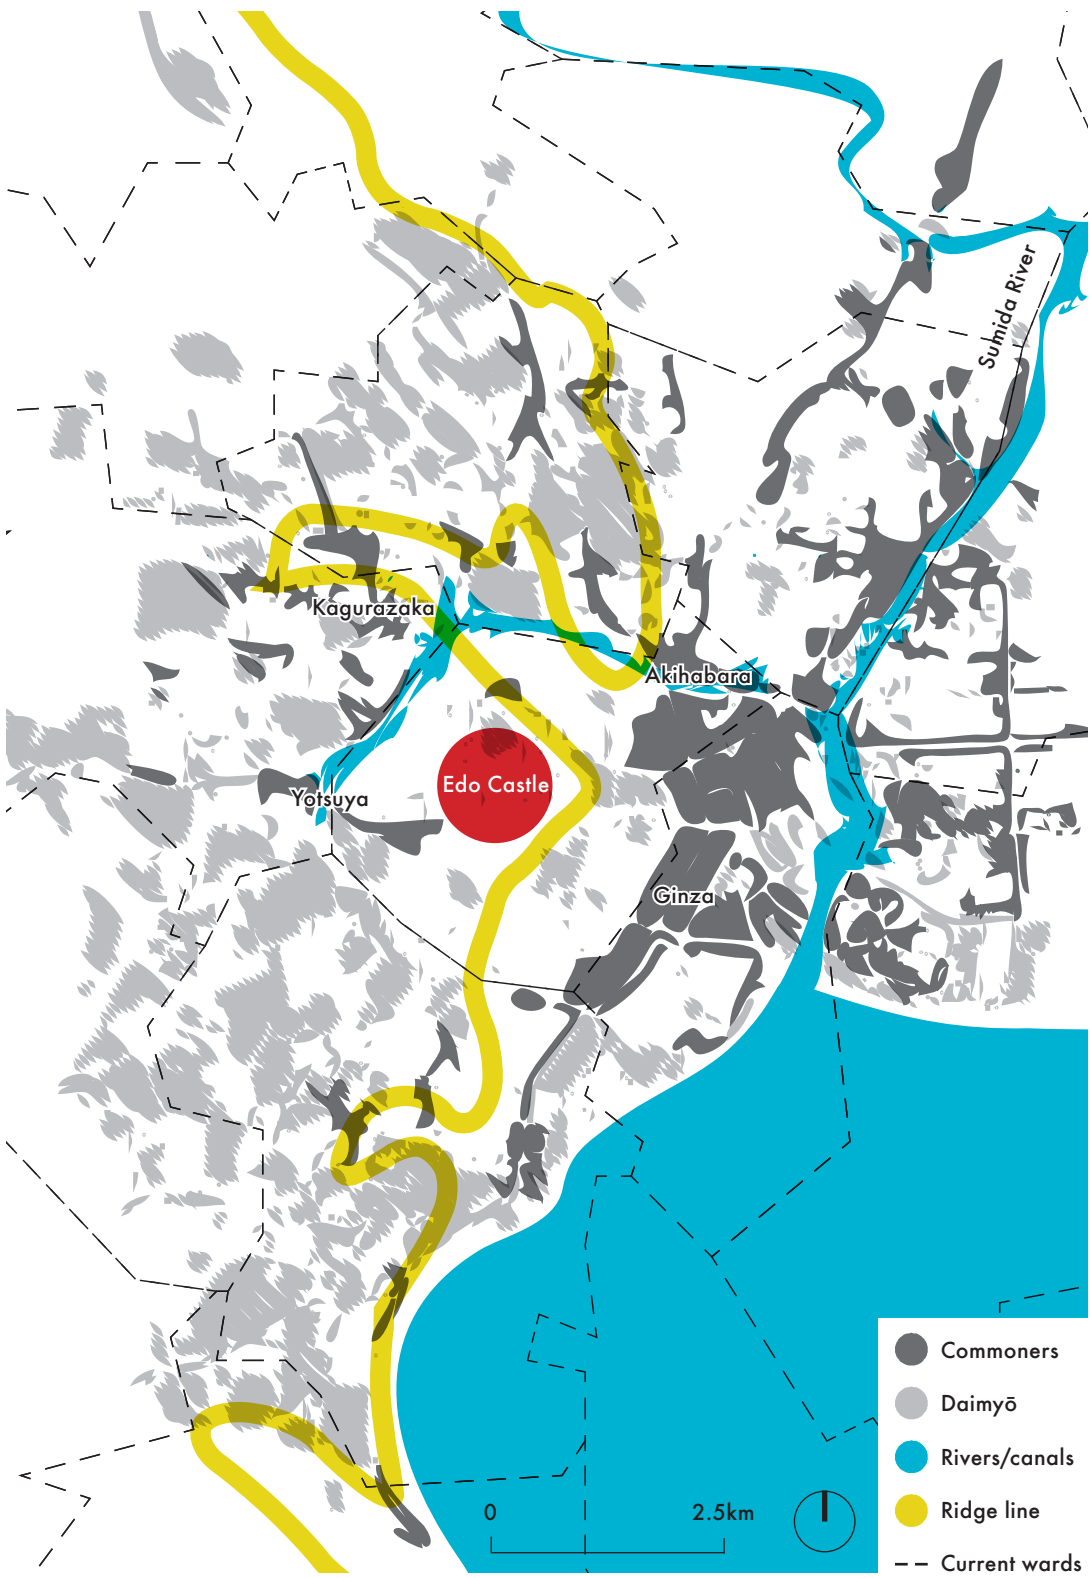 Sumida River
Kagurazaka
Akihabara
Edo Castle
Yotsuya
Ginza
Commoners
Daimyō
Rivers/canals
Ridge line
Current wards
0 2.5km